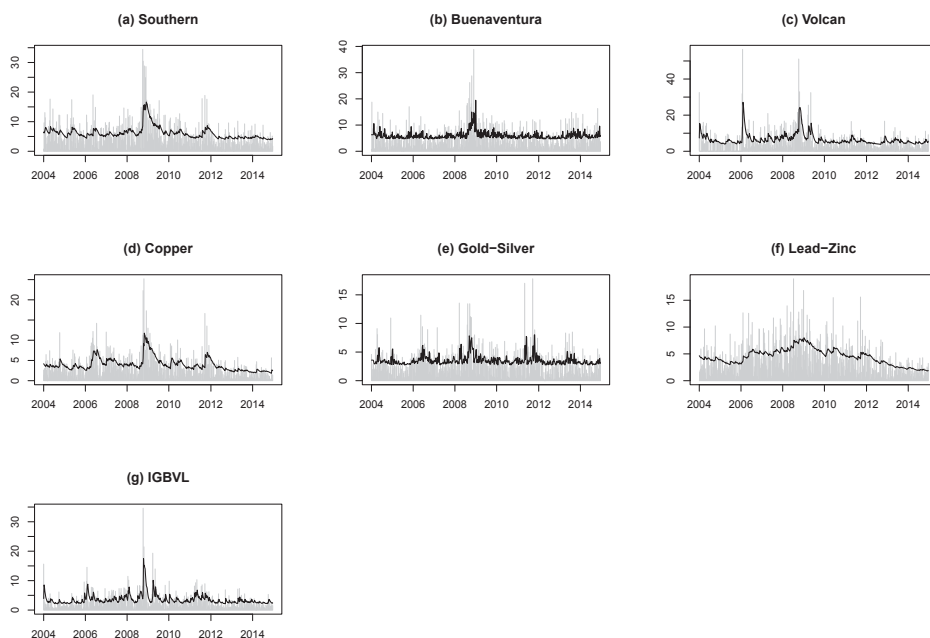 (a) Southern
0 10 20 30
2004 2006 2008 2010 2012 2014
(b) Buenaventura
0 10 20 30 40
2004 2006 2008 2010 2012 2014
(c) Volcan
0 20 40
2004 2006 2008 2010 2012 2014
(d) Copper
0 5 10 20
2004 2006 2008 2010 2012 2014
(e) Gold−Silver
0 5 10 15
2004 2006 2008 2010 2012 2014
(f) Lead−Zinc
0 5 10 15
2004 2006 2008 2010 2012 2014
(g) IGBVL
0 10 20 30
2004 2006 2008 2010 2012 2014